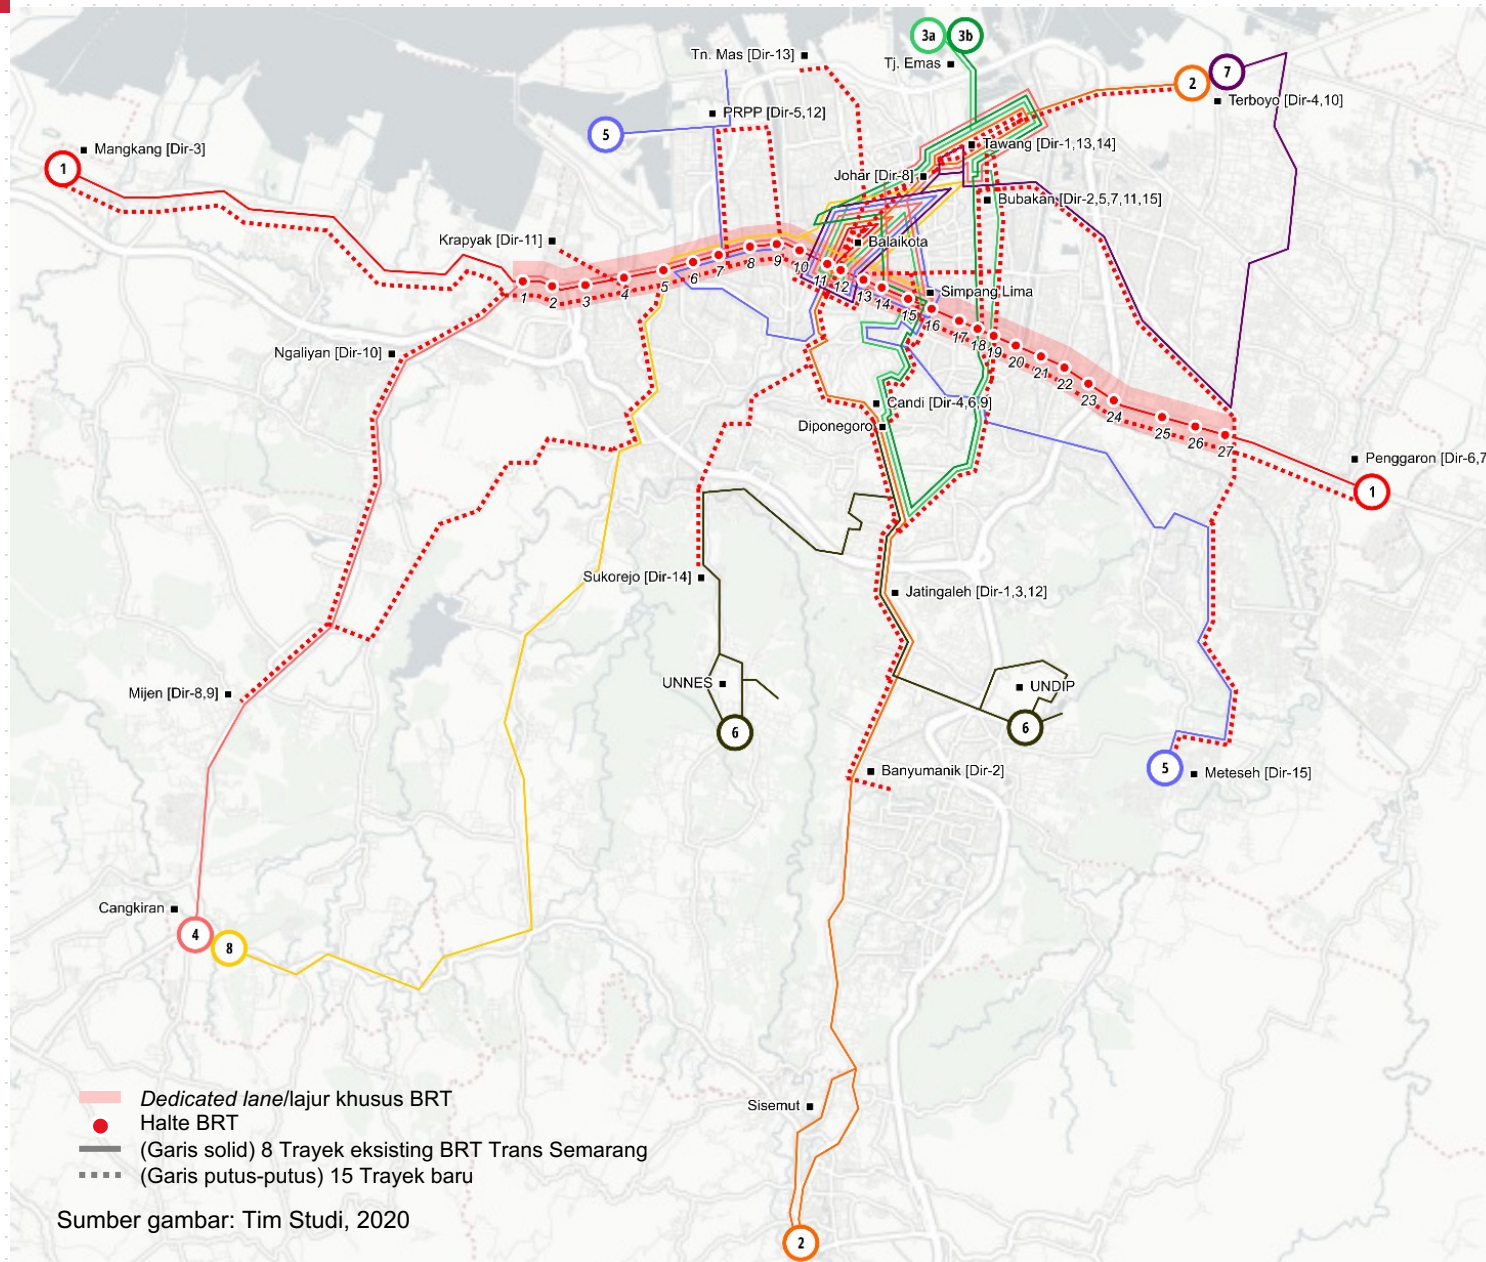 3a
3b
Tn. Mas [Dir-13]
Tj. Emas
7
2
Terboyo [Dir-4,10]
PRPP [Dir-5,12]
5
Mangkang [Dir-3]
1
Tawang [Dir-1,13,14]
Johar [Dir-8]
Bubakan [Dir-2,5,7,11,15]
Krapyak [Dir-11]
Balaikota
Simpang Lima
1
2
3
4
5
6
7
8
9
10
11
12
13
14
15
16
17
18
19
20
21
22
23
24
25
26
27
Ngaliyan [Dir-10]
Candi [Dir-4,6,9]
Diponegoro
Penggaron [Dir-6,7
1
Sukorejo [Dir-14]
Jatingaleh [Dir-1,3,12]
Mijen [Dir-8,9]
UNNES
UNDIP
6
6
Banyumanik [Dir-2]
5
Meteseh [Dir-15]
Cangkiran
4
8
Sisemut
2
Dedicated lane/lajur khusus BRT
Halte BRT
(Garis solid) 8 Trayek eksisting BRT Trans Semarang
(Garis putus-putus) 15 Trayek baru
Sumber gambar: Tim Studi, 2020